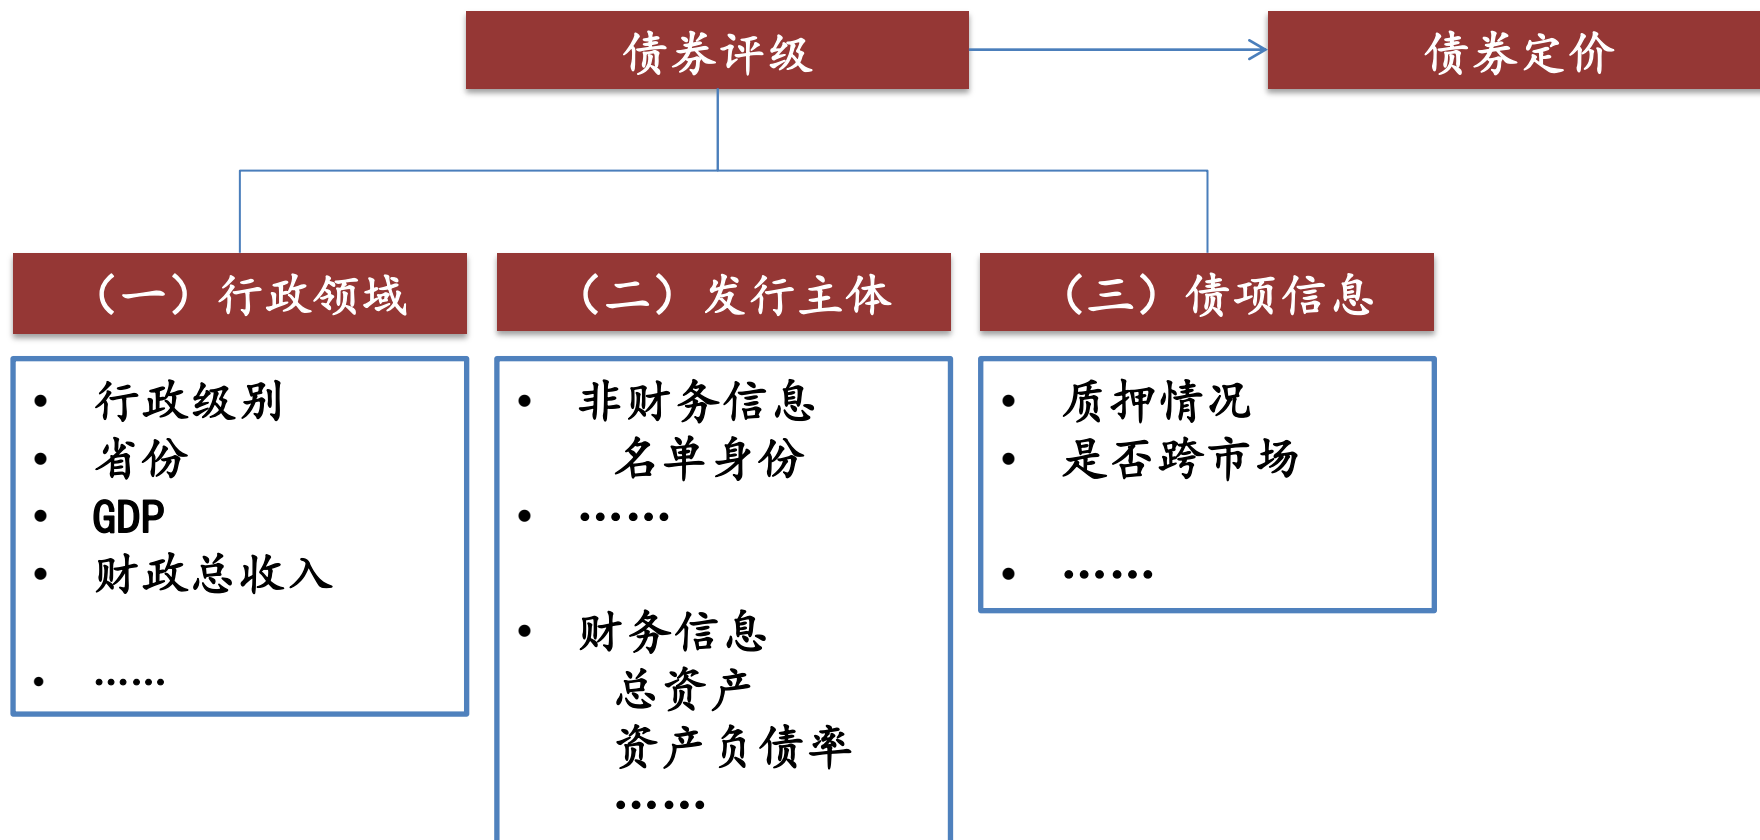 债券评级
债券定价
（一）行政领域
（二）发行主体
（三）债项信息
• 行政级别
• 省份
• GDP
• 财政总收入
• ……
• 非财务信息
名单身份
• ……
• 财务信息
总资产
资产负债率
……
• 质押情况
• 是否跨市场
• ……